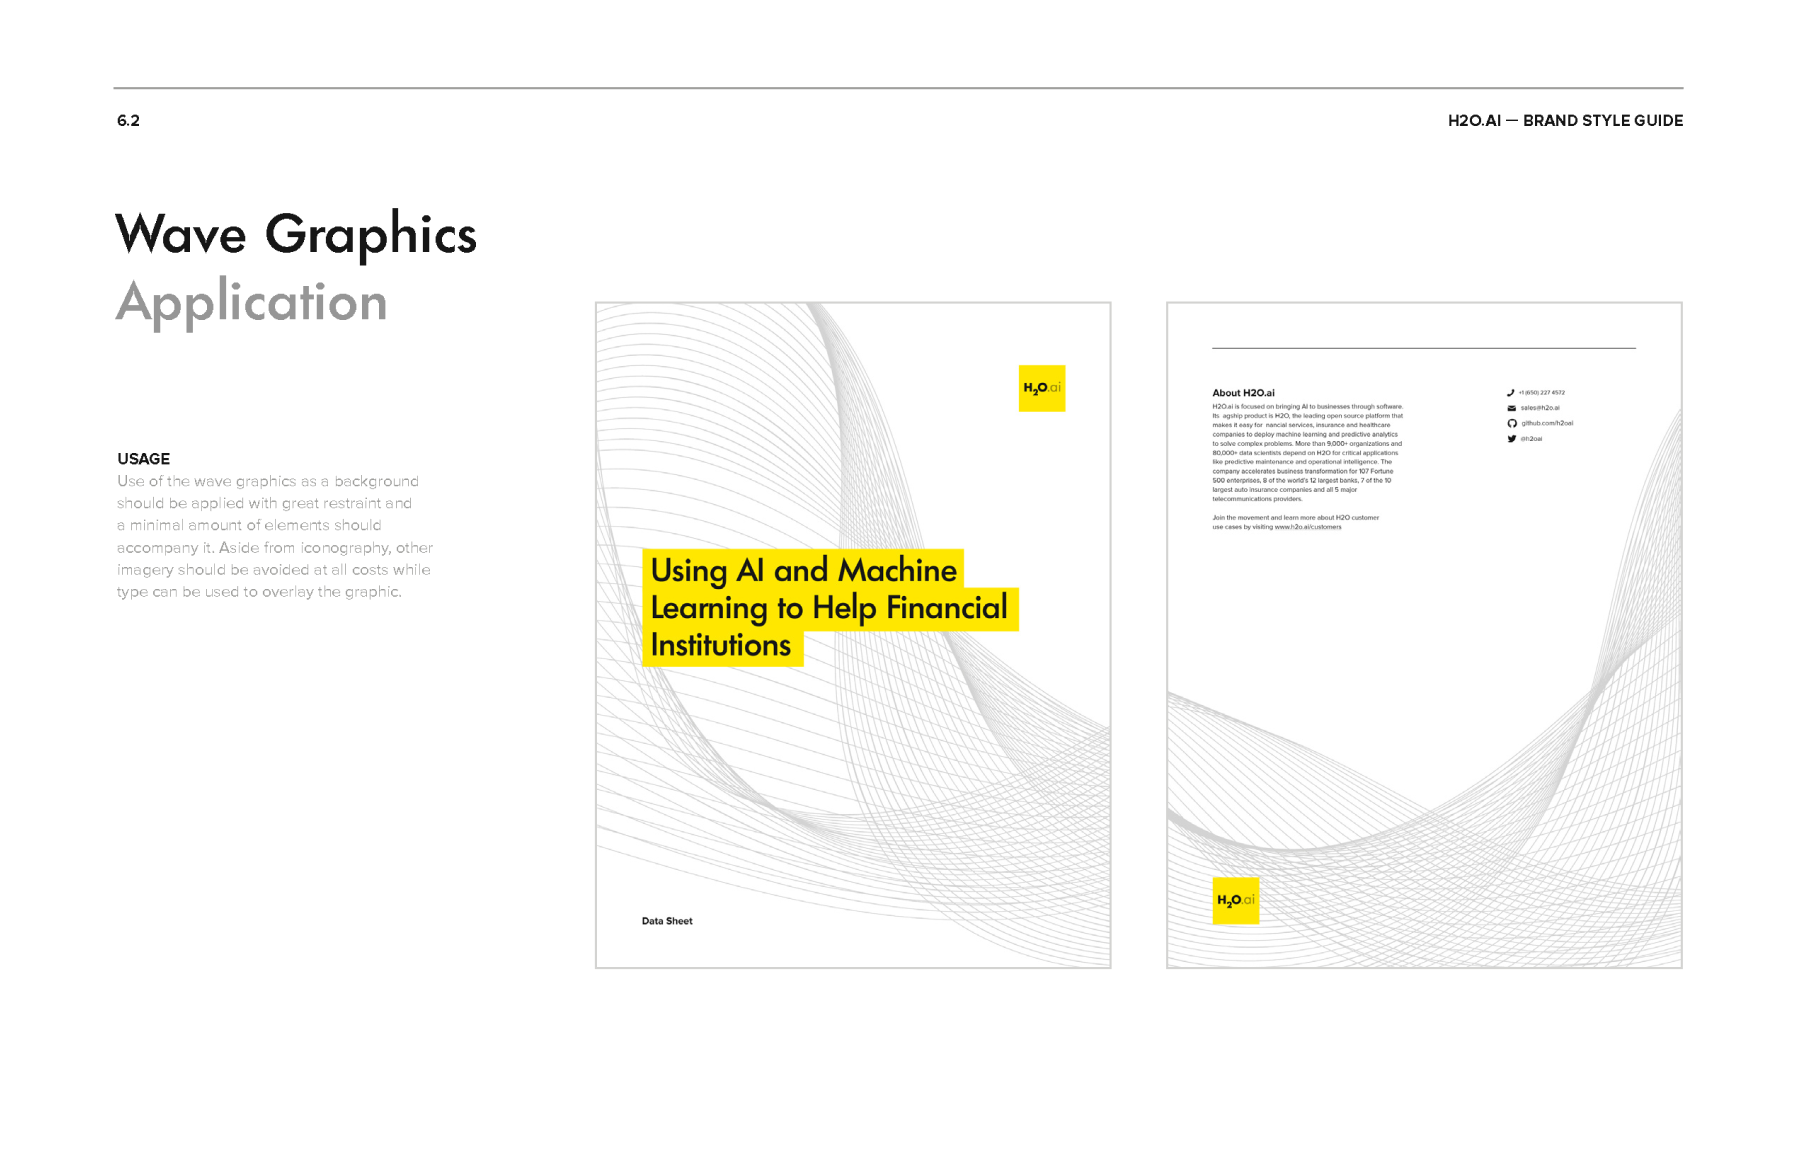 6.2
H2O.AI — BRAND STYLE GUIDE
Wave Graphics
Application
USAGE
Use of the wave graphics as a background
should be applied with great restraint and
a minimal amount of elements should
accompany it. Aside from iconography, other
imagery should be avoided at all costs while
type can be used to overlay the graphic.
H2O.ai
Using AI and Machine
Learning to Help Financial
Institutions
Data Sheet
About H2O.ai
H2O.ai is focused on bringing AI to businesses through software.
Its agship product is H2O, the leading open source platform that
makes it easy for nancial services, insurance and healthcare
companies to deploy machine learning and predictive analytics
to solve complex problems. More than 9,000+ organizations and
80,000+ data scientists depend on H2O for critical applications
like predictive maintenance and operational intelligence. The
company accelerates business transformation for 107 Fortune
500 enterprises, 8 of the world's 12 largest banks, 7 of the 10
largest auto insurance companies and all 5 major
telecommunications providers.
Join the movement and learn more about H2O customer
use cases by visiting www.h2o.ai/customers
+1 (650) 227 4572
sales@h2o.ai
github.com/h2oai
@h2oai
H2O.ai